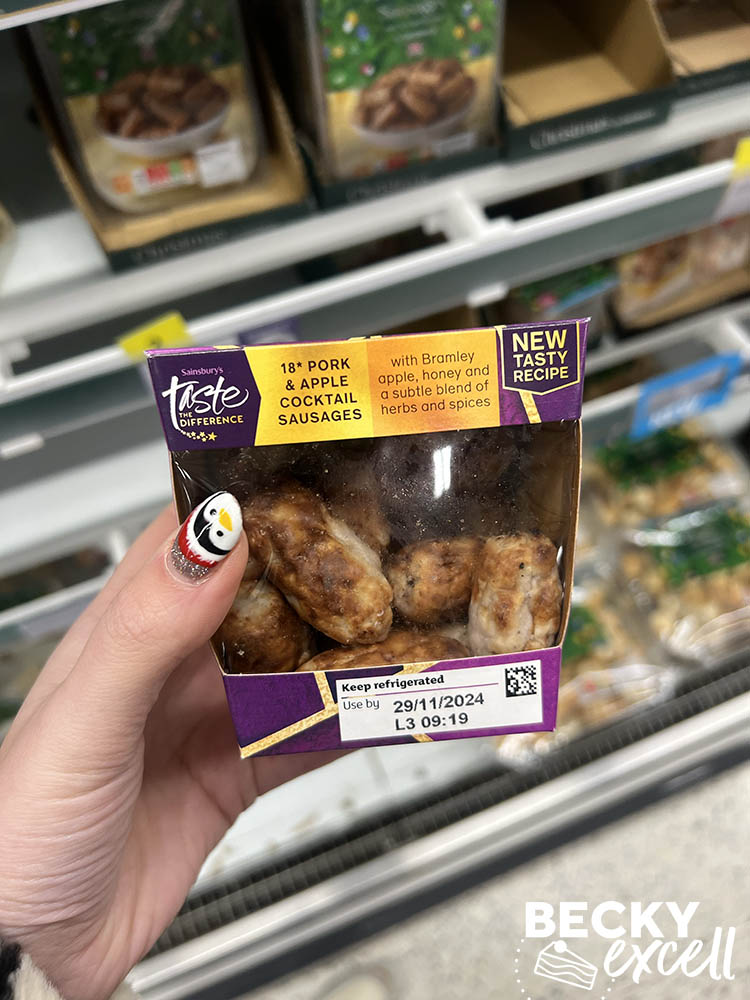 Sainsbury's
taste
THE
DIFFERENCE
18* PORK
& APPLE
COCKTAIL
SAUSAGES
with Bramley
apple, honey and
a subtle blend of
herbs and spices
NEW
TASTY
RECIPE
Keep refrigerated
Use by 29/11/2024
L3 09:19
BECKY
excell